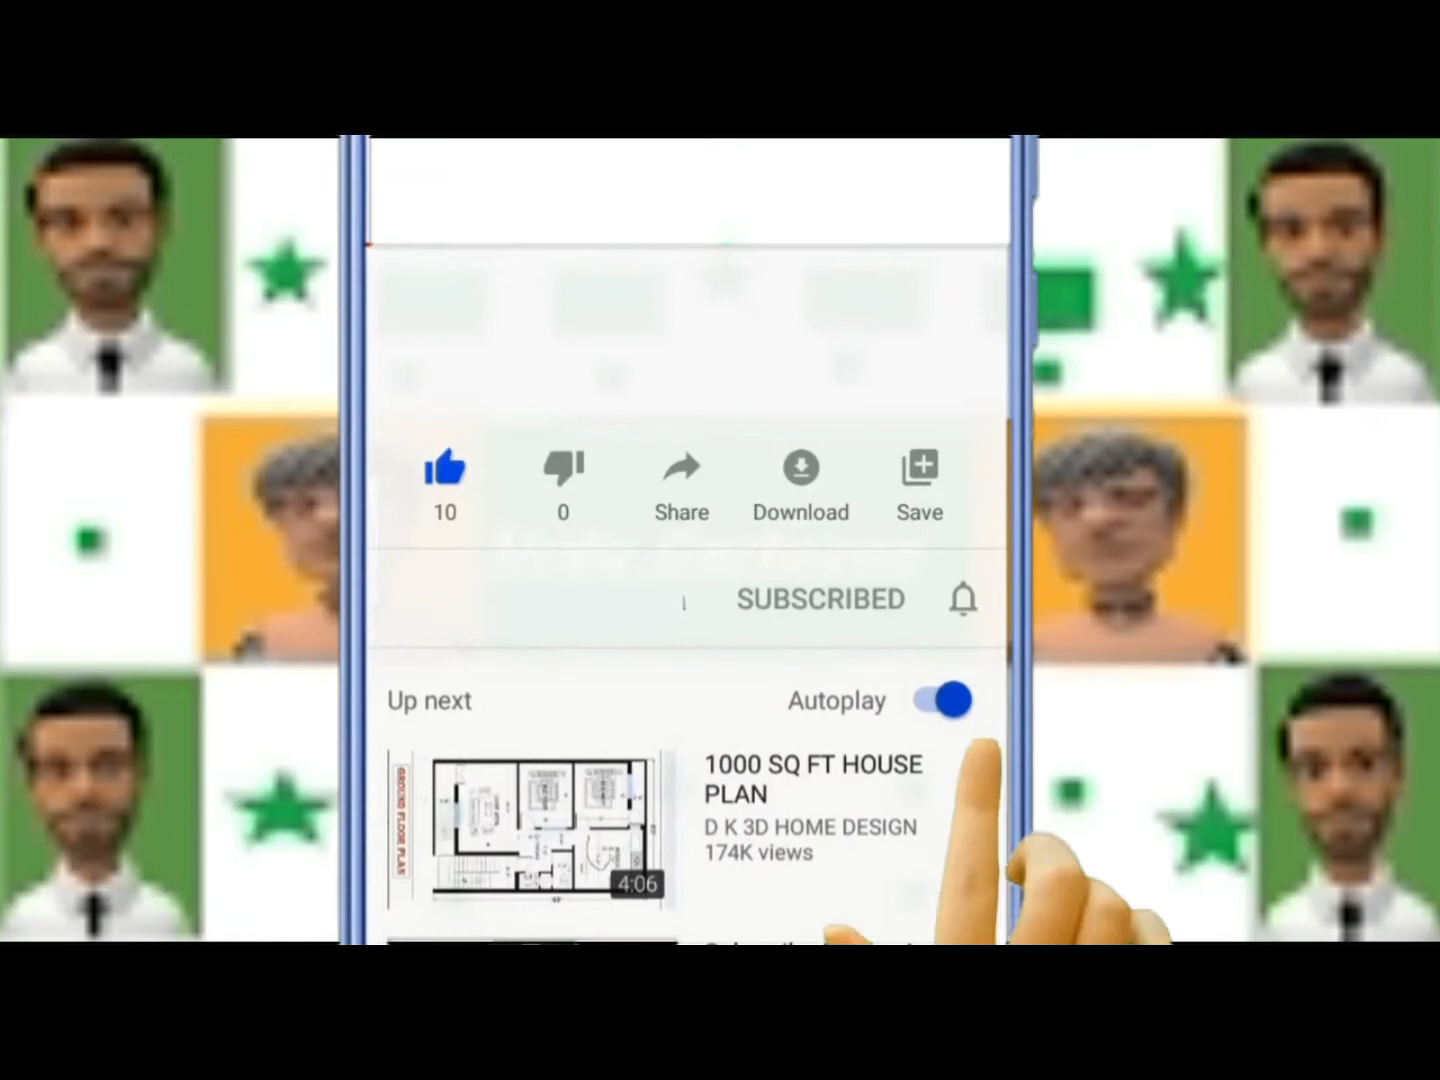 10
0
Share
Download
Save
SUBSCRIBED
Up next
Autoplay
GROUND FLOOR PLAN
4:06
1000 SQ FT HOUSE
PLAN
D K 3D HOME DESIGN
174K views